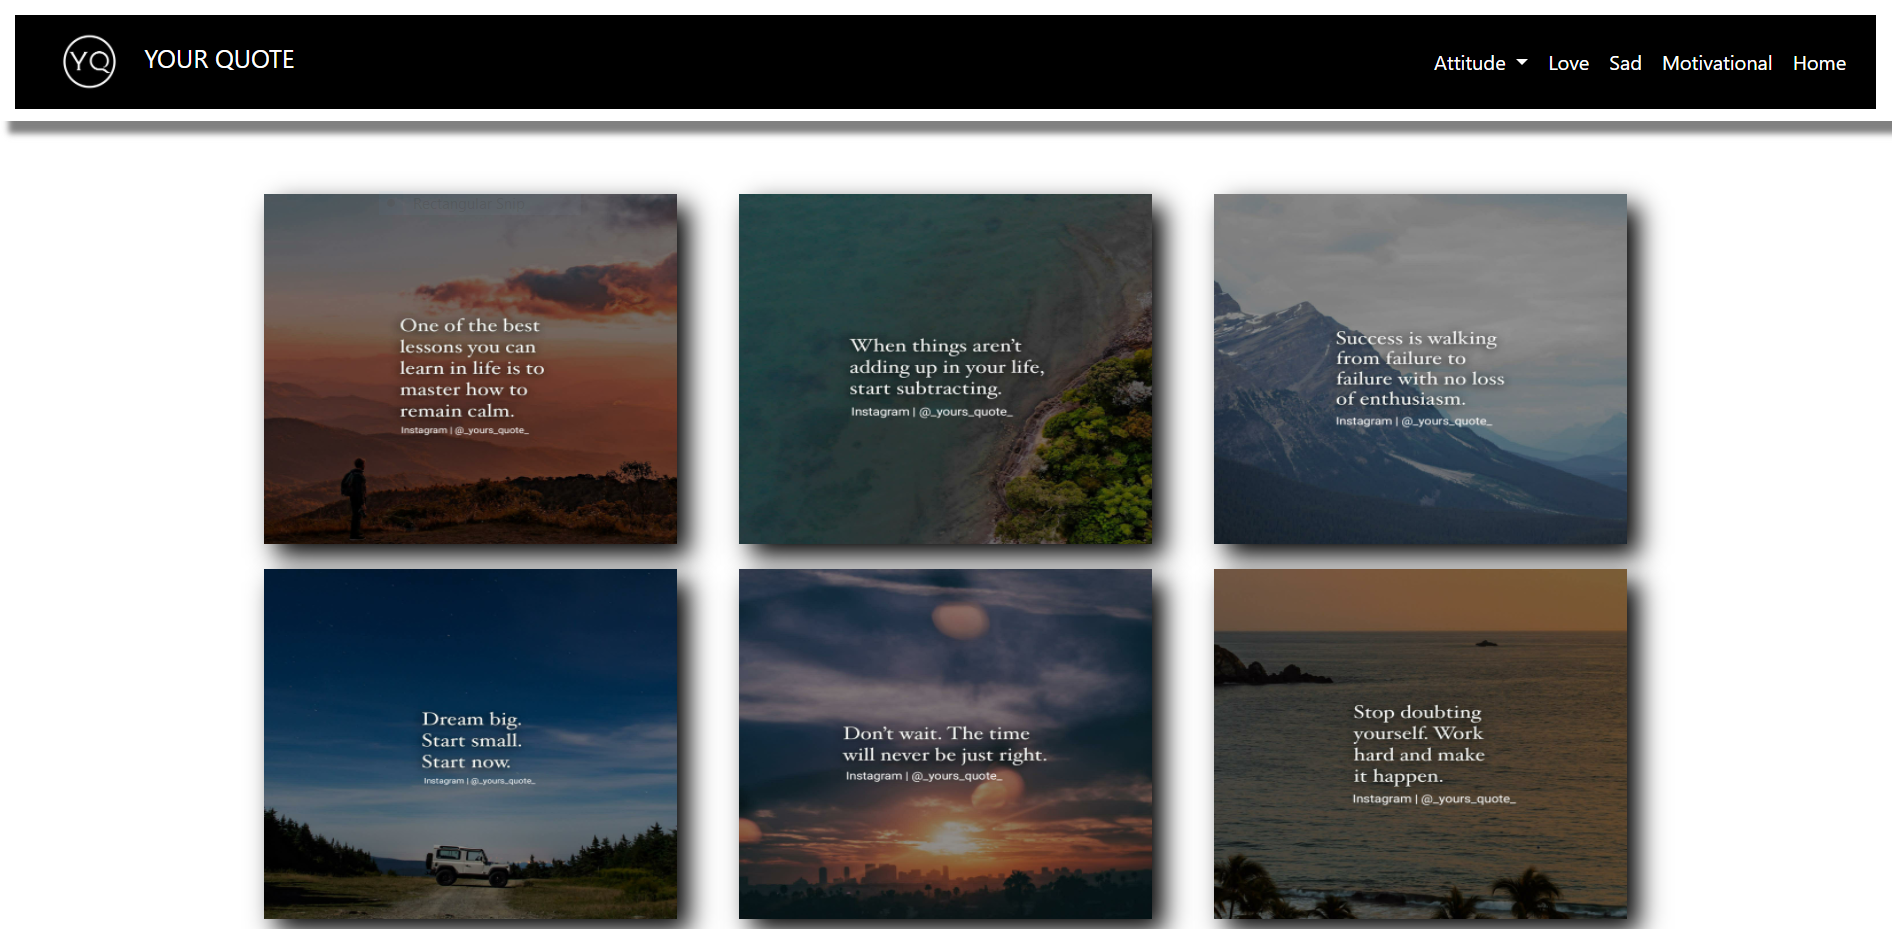 YQ YOUR QUOTE
Attitude Love Sad Motivational Home
Rectangular Snip
One of the best
lessons you can
learn in life is to
master how to
remain calm.
Instagram | @_yours_quote_
When things aren’t
adding up in your life,
start subtracting.
Instagram | @_yours_quote_
Success is walking
from failure to
failure with no loss
of enthusiasm.
Instagram | @_yours_quote_
Dream big.
Start small.
Start now.
Instagram | @_yours_quote_
Don’t wait. The time
will never be just right.
Instagram | @_yours_quote_
Stop doubting
yourself. Work
hard and make
it happen.
Instagram | @_yours_quote_